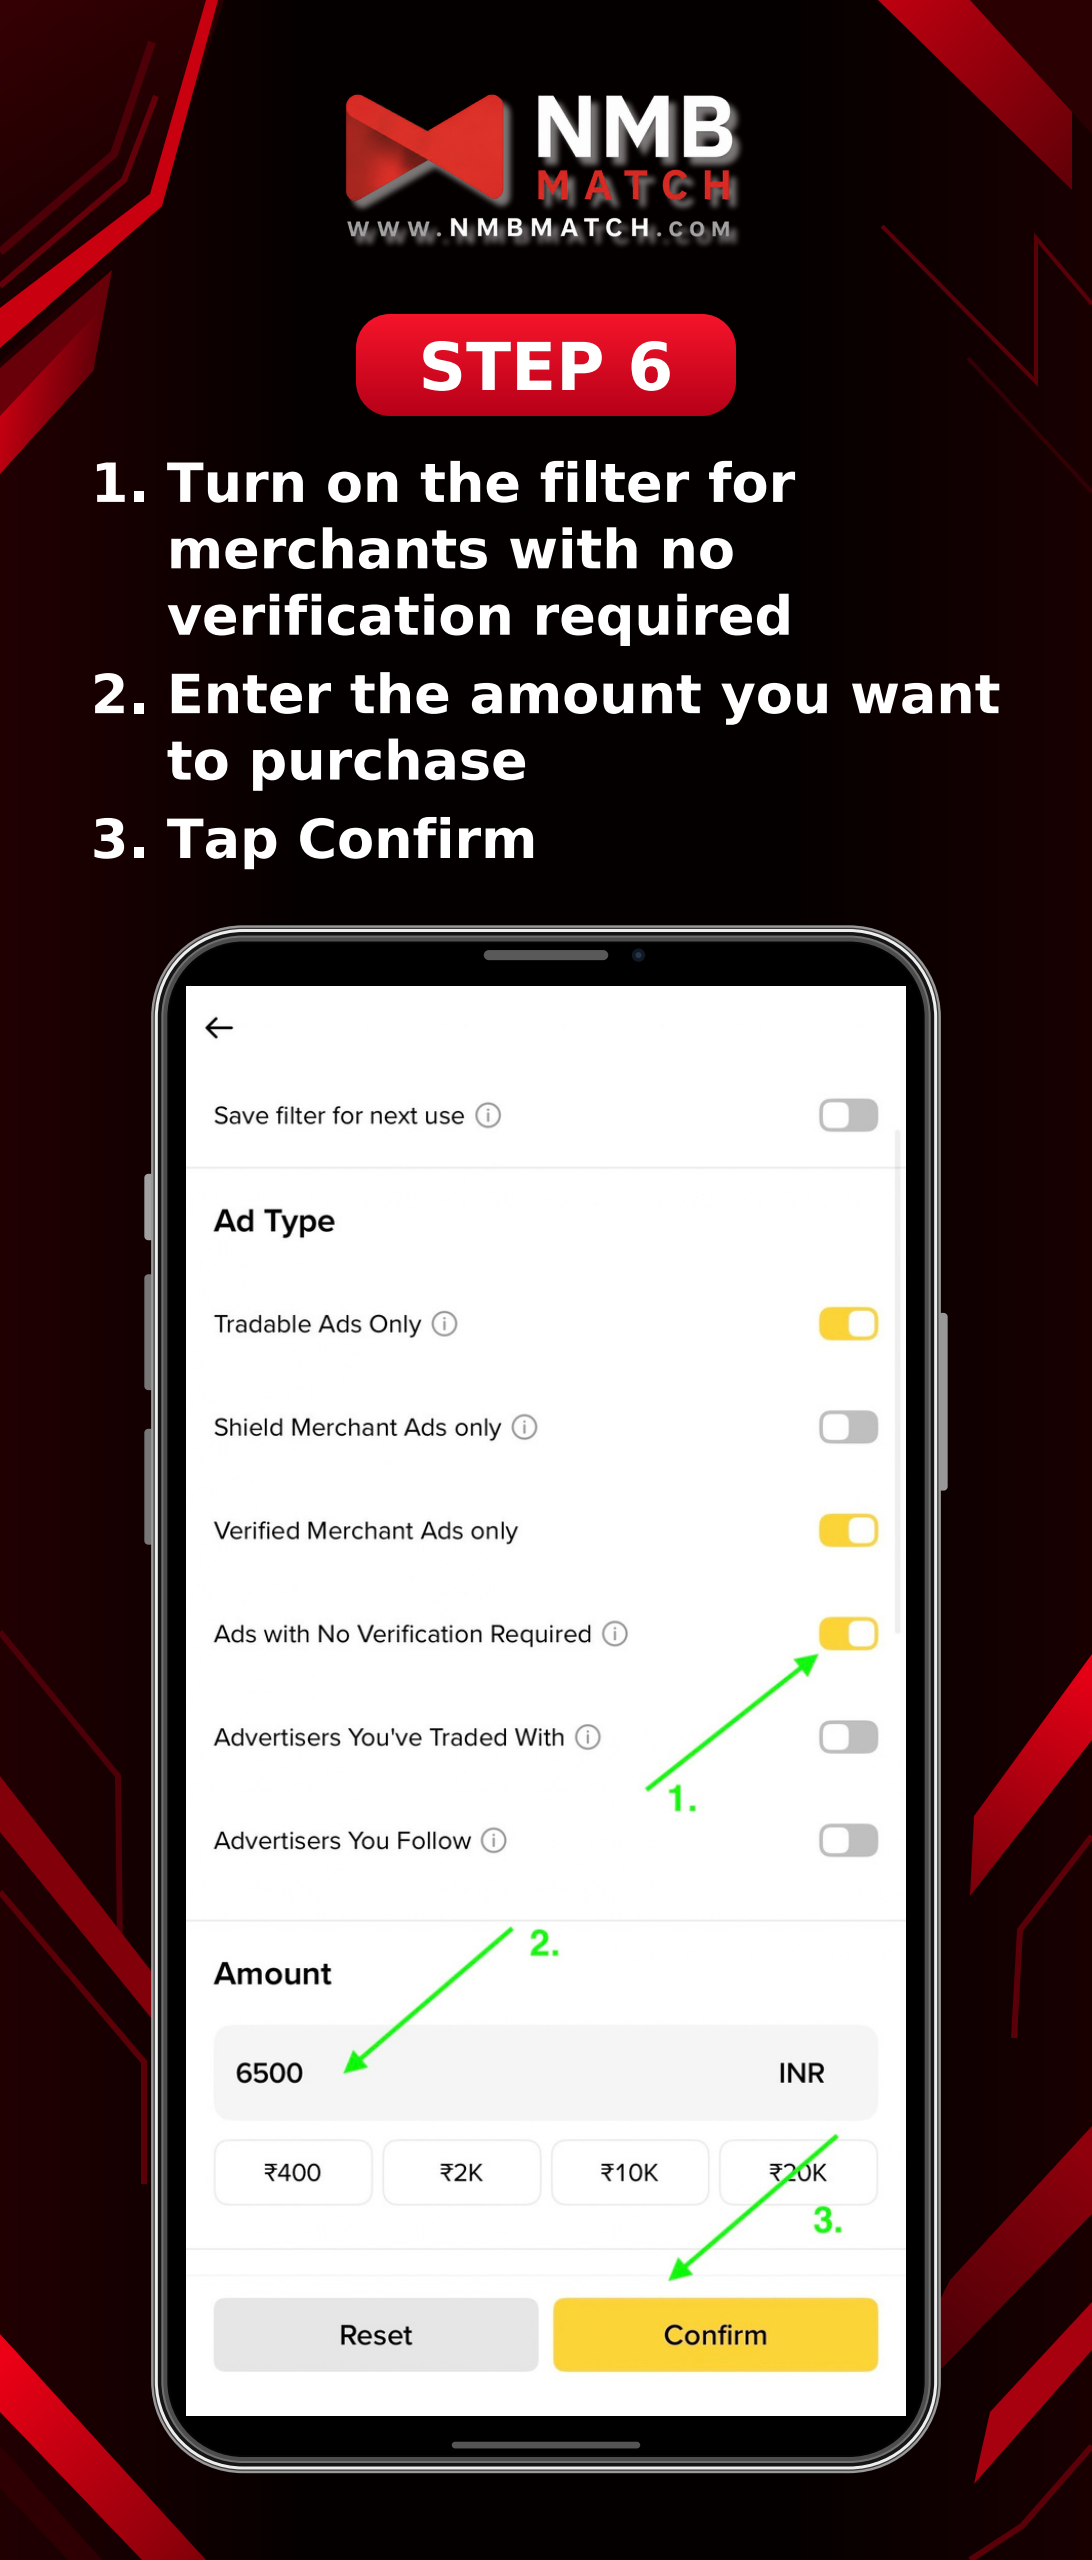 NMB
MATCH
WWW.NMBMATCH.COM
STEP 6
1. Turn on the filter for
merchants with no
verification required
2. Enter the amount you want
to purchase
3. Tap Confirm
Save filter for next use
Ad Type
Tradable Ads Only
Shield Merchant Ads only
Verified Merchant Ads only
Ads with No Verification Required
Advertisers You've Traded With
1.
Advertisers You Follow
2.
Amount
6500 INR
₹400 ₹2K ₹10K ₹20K
3.
Reset Confirm